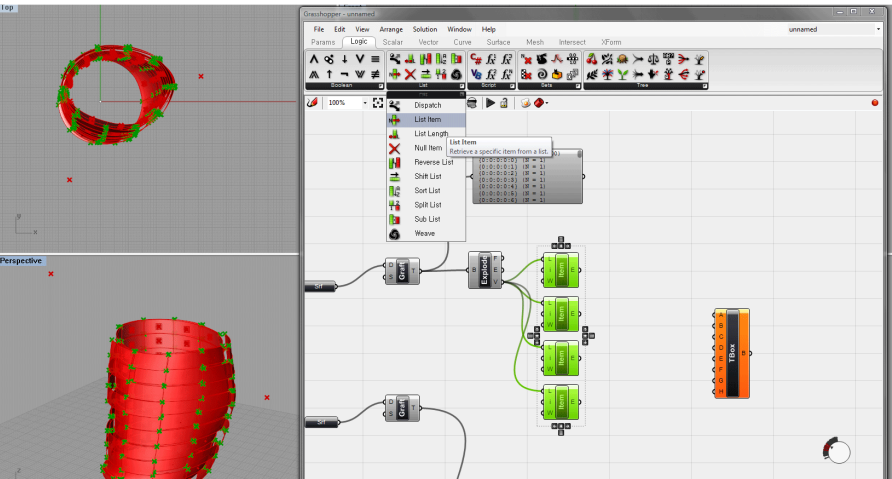 Top
Grasshopper - unnamed
File Edit View Arrange Solution Window Help
unnamed
Params Logic Scalar Vector Curve Surface Mesh Intersect XForm
Boolean List Script Sets Tree
100%
Dispatch
List Item
List Length
Null Item
Reverse List
Shift List
Sort List
Split List
Sub List
Weave
List Item
Retrieve a specific item from a list.
{0:0:0:0:0} (N = 1)
{0:0:0:0:1} (N = 1)
{0:0:0:0:2} (N = 1)
{0:0:0:0:3} (N = 1)
{0:0:0:0:4} (N = 1)
{0:0:0:0:5} (N = 1)
{0:0:0:0:6} (N = 1)
y
x
Perspective
z
Srf
D
S
Graft
T
B
Explode
F
E
V
L
i
W
Item
E
L
i
W
Item
E
L
i
W
Item
E
L
i
W
Item
E
A
B
C
D
E
F
G
H
TBox
B
Srf
D
S
Graft
T